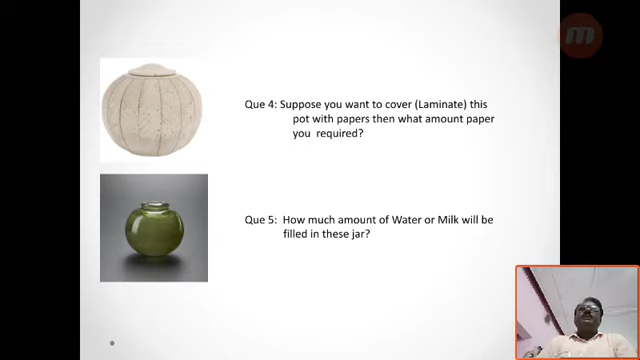 Que 4: Suppose you want to cover (Laminate) this
pot with papers then what amount paper
you required?
Que 5: How much amount of Water or Milk will be
filled in these jar?